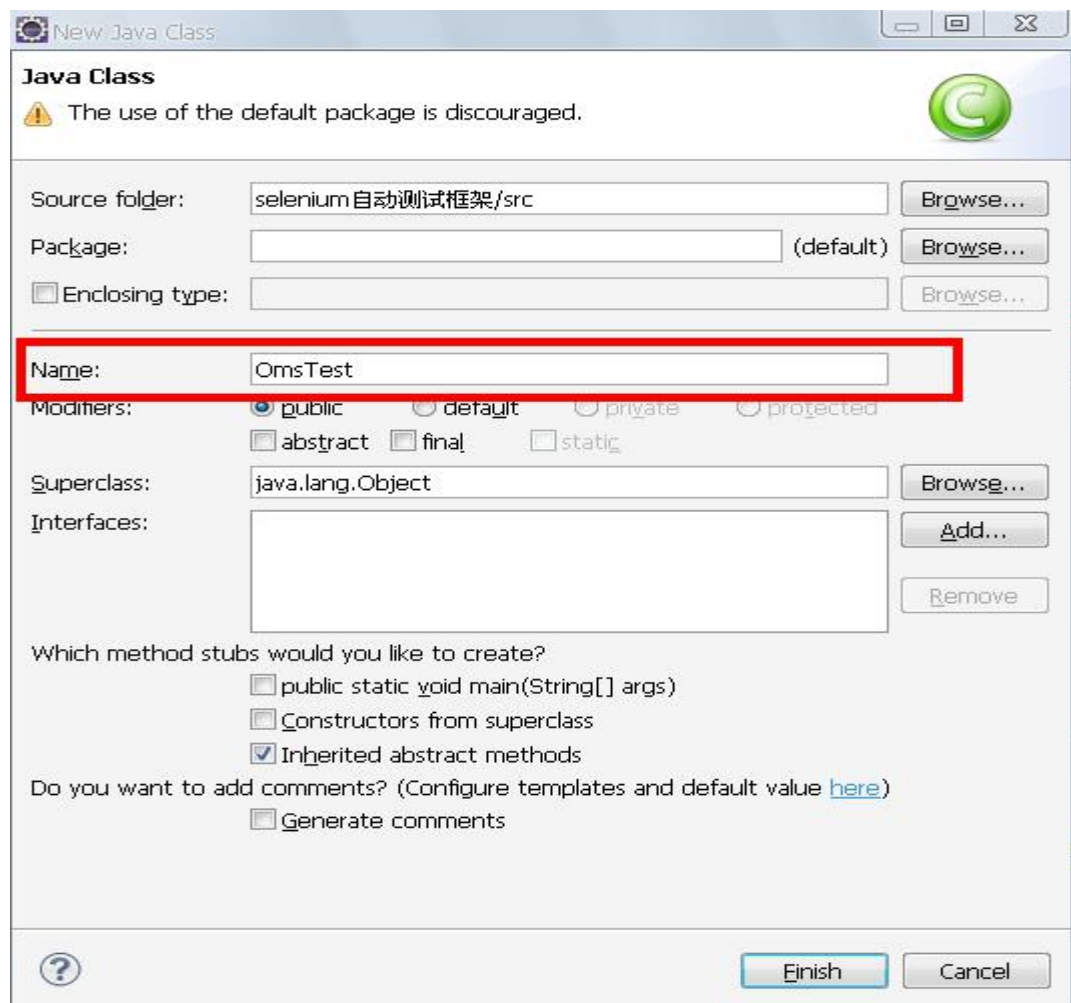 New Java Class
Java Class
The use of the default package is discouraged.
Source folder: selenium自动测试框架/src Browse...
Package: (default) Browse...
Enclosing type: Browse...
Name: OmsTest
Modifiers: public default private protected
abstract final static
Superclass: java.lang.Object Browse...
Interfaces: Add...
Remove
Which method stubs would you like to create?
public static void main(String[] args)
Constructors from superclass
Inherited abstract methods
Do you want to add comments? (Configure templates and default value here)
Generate comments
Finish Cancel